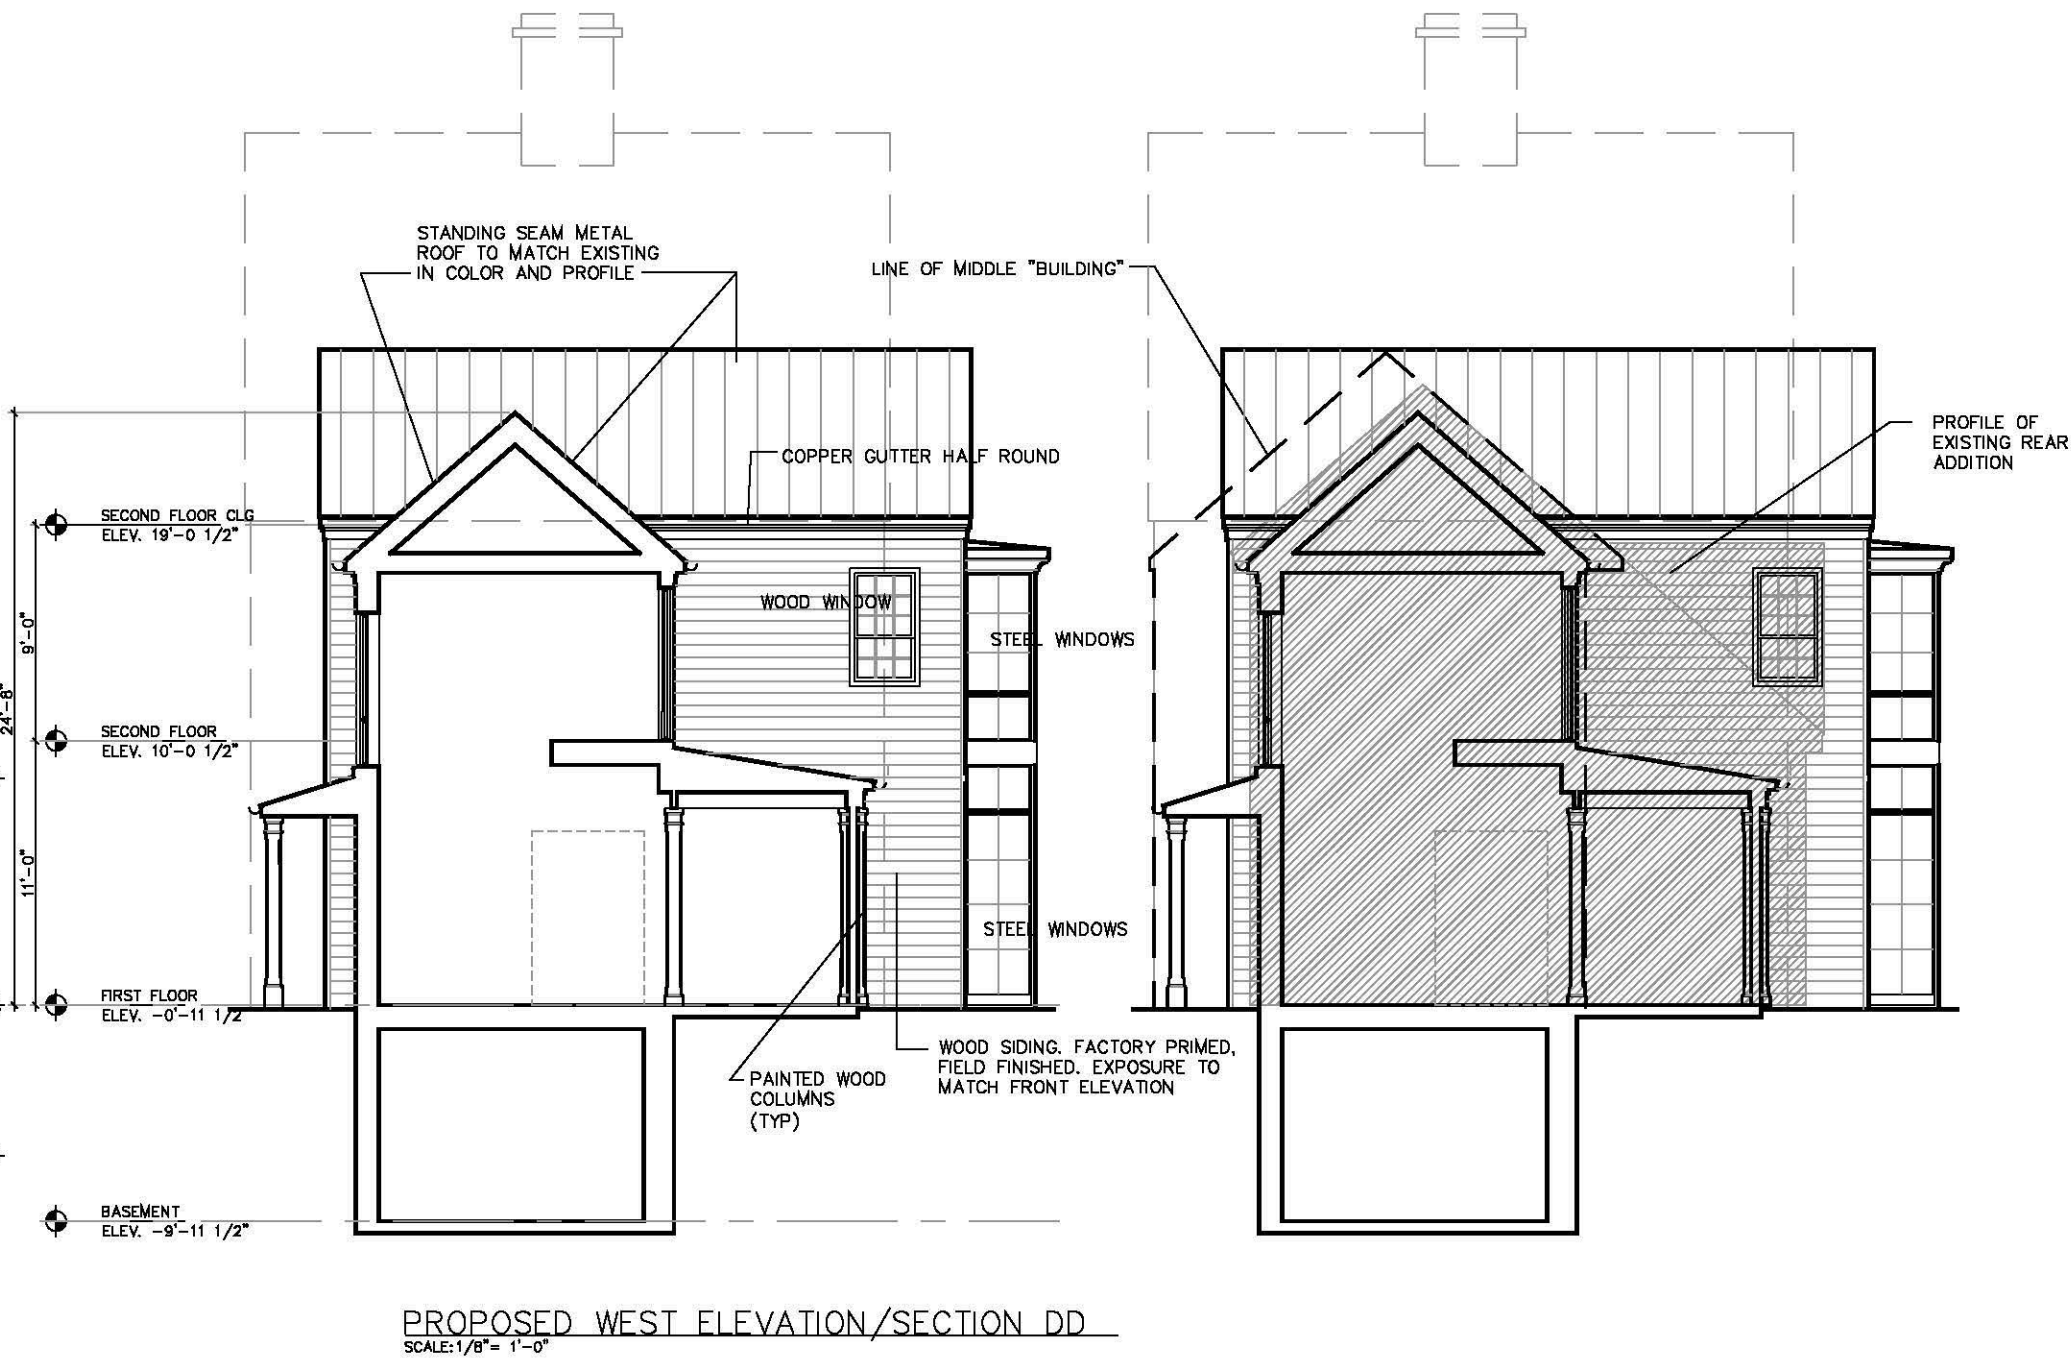 STANDING SEAM METAL
ROOF TO MATCH EXISTING
IN COLOR AND PROFILE
LINE OF MIDDLE "BUILDING"
PROFILE OF
EXISTING REAR
ADDITION
COPPER GUTTER HALF ROUND
SECOND FLOOR CLG
ELEV. 19'-0 1/2"
WOOD WINDOW
STEEL WINDOWS
9'-0"
24'-8"
SECOND FLOOR
ELEV. 10'-0 1/2"
11'-0"
STEEL WINDOWS
FIRST FLOOR
ELEV. -0'-11 1/2
WOOD SIDING. FACTORY PRIMED,
FIELD FINISHED. EXPOSURE TO
MATCH FRONT ELEVATION
PAINTED WOOD
COLUMNS
(TYP)
BASEMENT
ELEV. -9'-11 1/2"
PROPOSED WEST ELEVATION/SECTION DD
SCALE:1/8"= 1'-0"